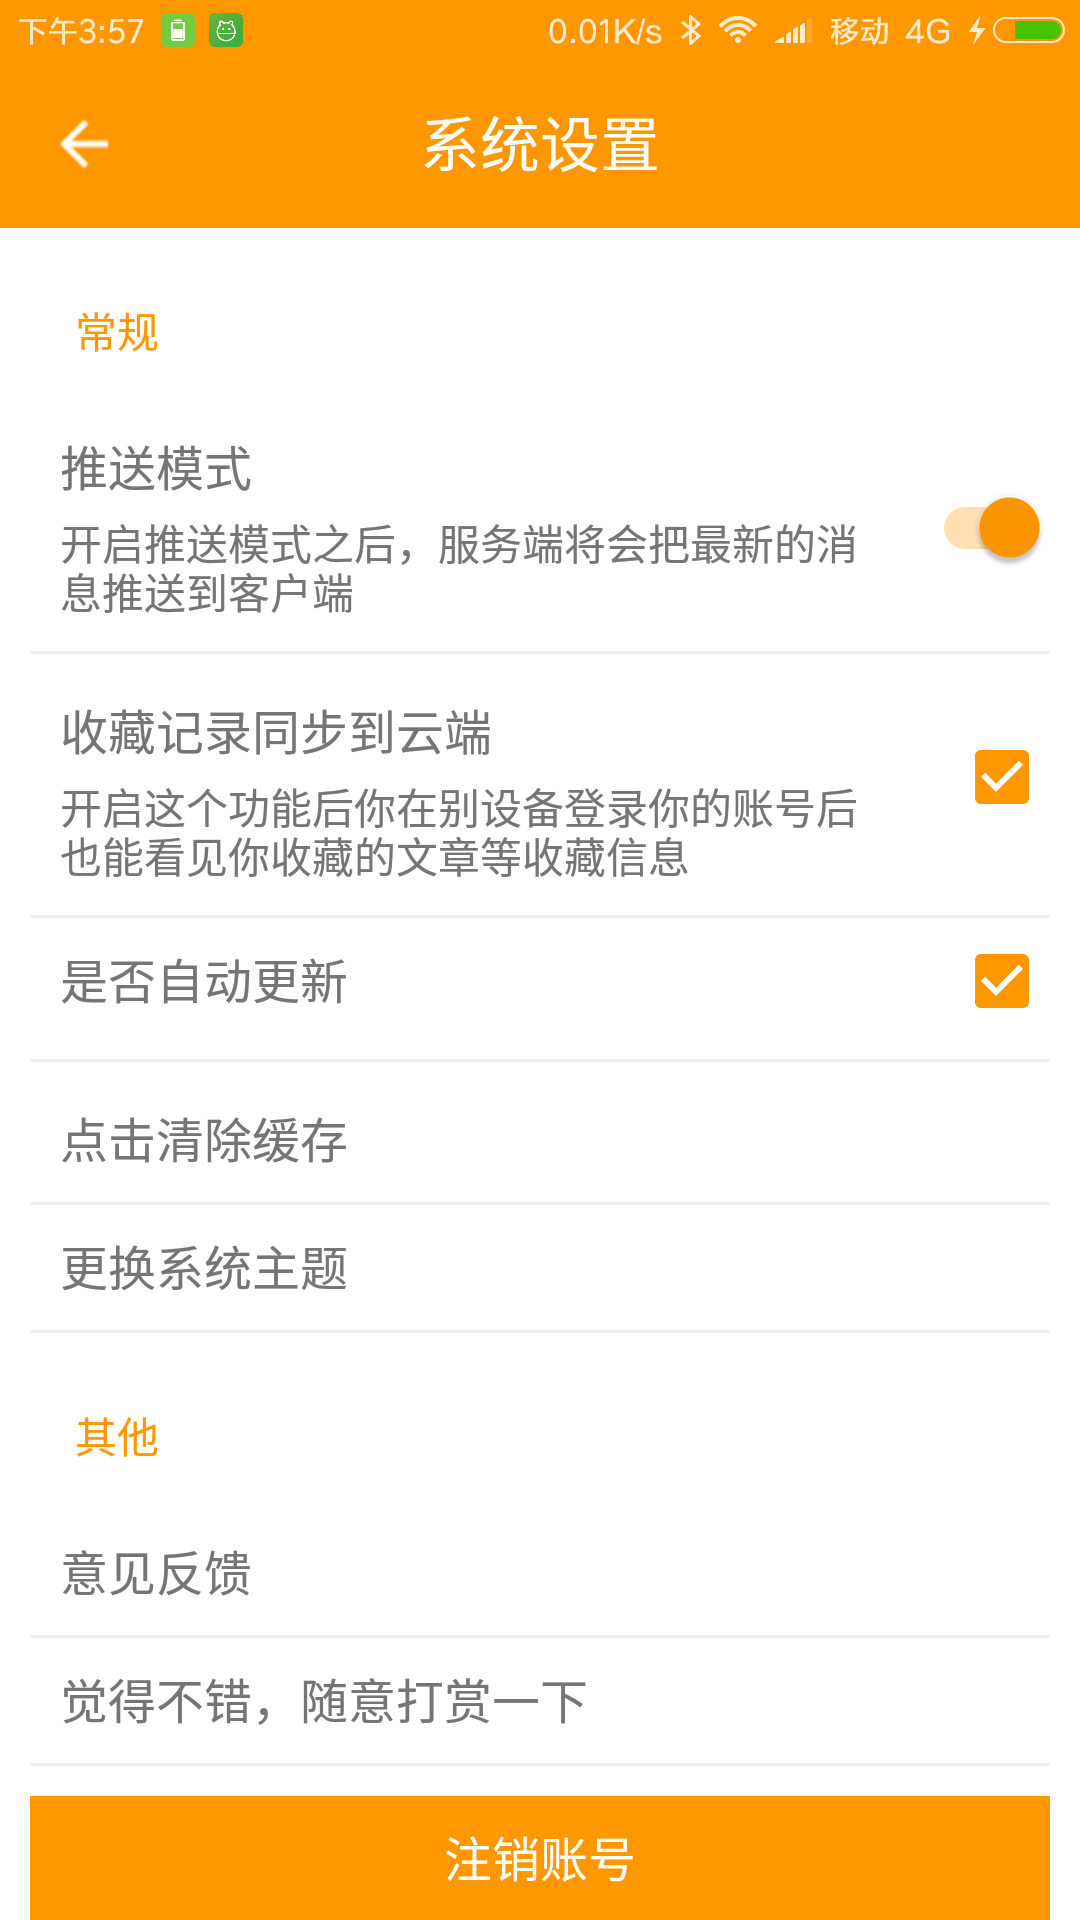 下午3:57 0.01K/s 移动 4G
系统设置
常规
推送模式
开启推送模式之后，服务端将会把最新的消
息推送到客户端
收藏记录同步到云端
开启这个功能后你在别设备登录你的账号后
也能看见你收藏的文章等收藏信息
是否自动更新
点击清除缓存
更换系统主题
其他
意见反馈
觉得不错，随意打赏一下
注销账号